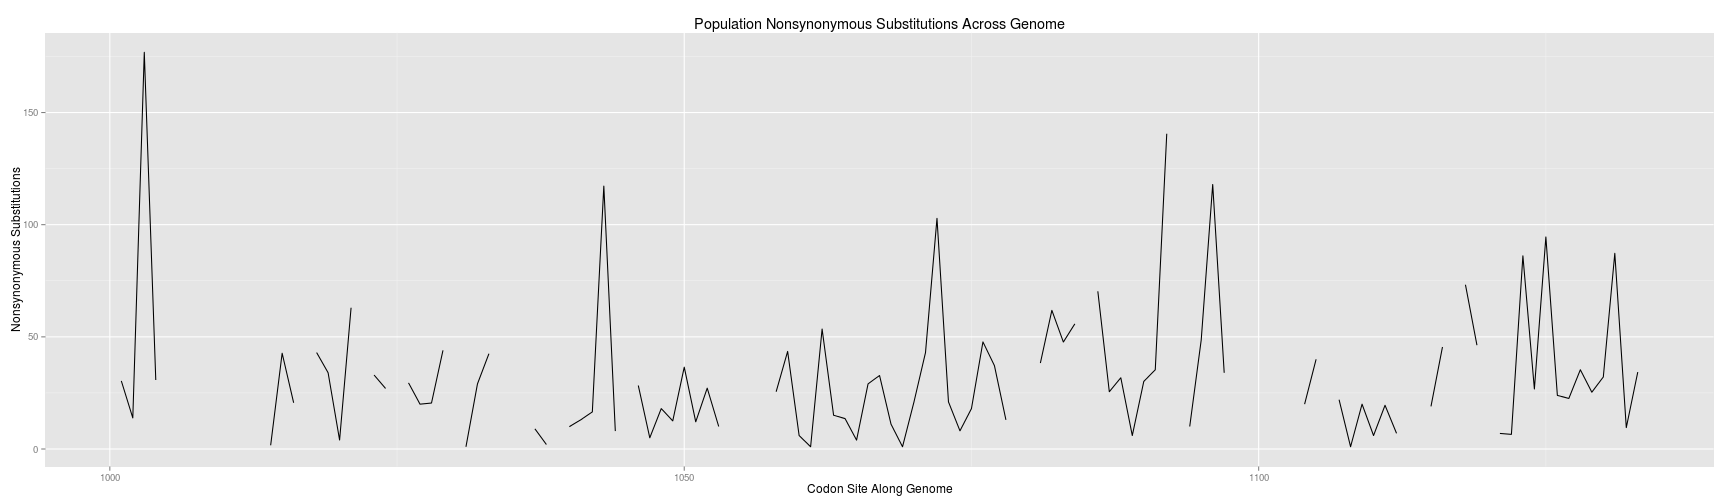 Population Nonsynonymous Substitutions Across Genome
Nonsynonymous Substitutions
150
100
50
0
1000
1050
1100
Codon Site Along Genome